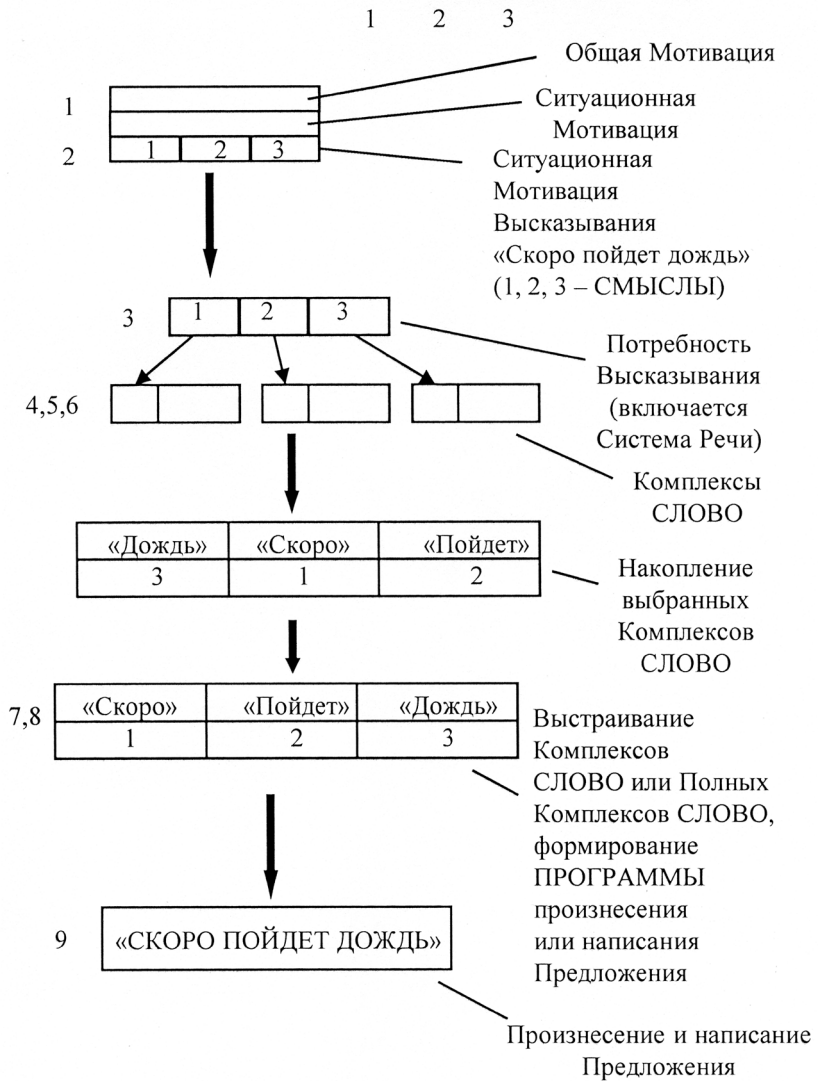 1 2 3
Общая Мотивация
1
Ситуационная
Мотивация
2
1 2 3
Ситуационная
Мотивация
Высказывания
«Скоро пойдет дождь»
(1, 2, 3 – СМЫСЛЫ)
3
1 2 3
Потребность
Высказывания
(включается
Система Речи)
4,5,6
Комплексы
СЛОВО
«Дождь» «Скоро» «Пойдет»
3 1 2
Накопление
выбранных
Комплексов
СЛОВО
7,8
«Скоро» «Пойдет» «Дождь»
1 2 3
Выстраивание
Комплексов
СЛОВО или Полных
Комплексов СЛОВО,
формирование
ПРОГРАММЫ
произнесения
или написания
Предложения
9
«СКОРО ПОЙДЕТ ДОЖДЬ»
Произнесение и написание
Предложения